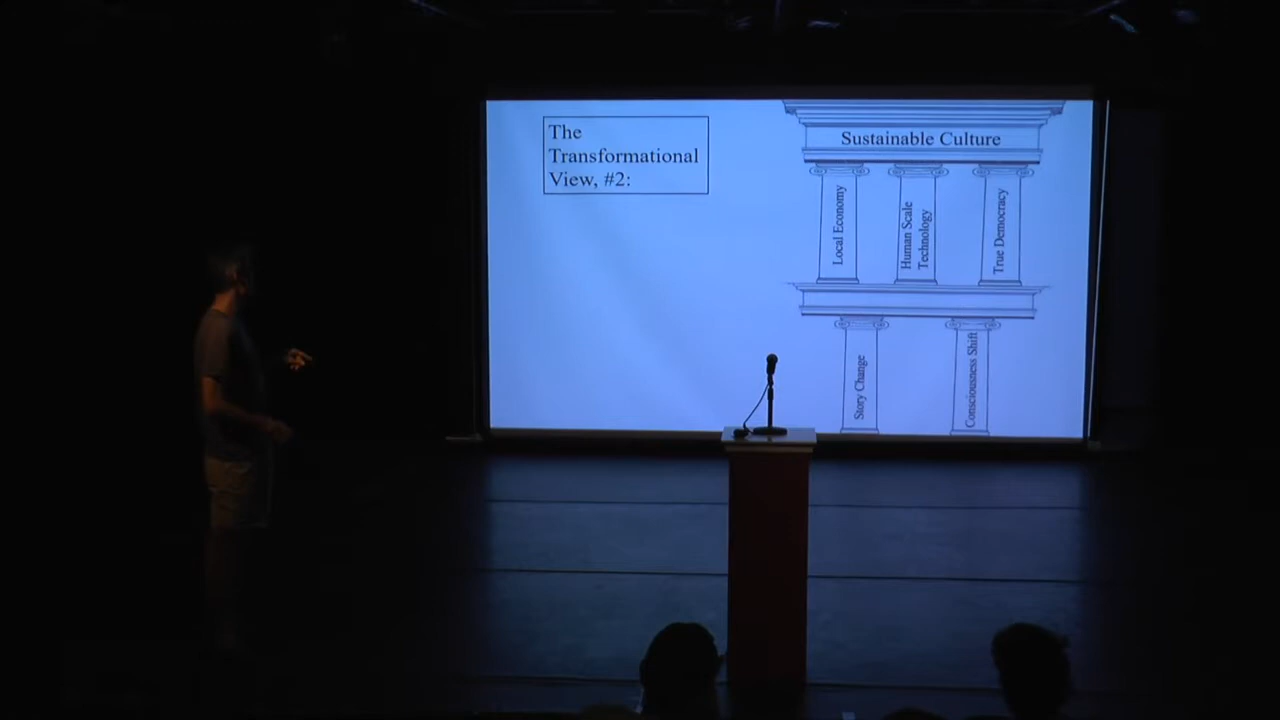 The
Transformational
View, #2:
Sustainable Culture
Local Economy
Human Scale
Technology
True Democracy
Story Change
Consciousness Shift